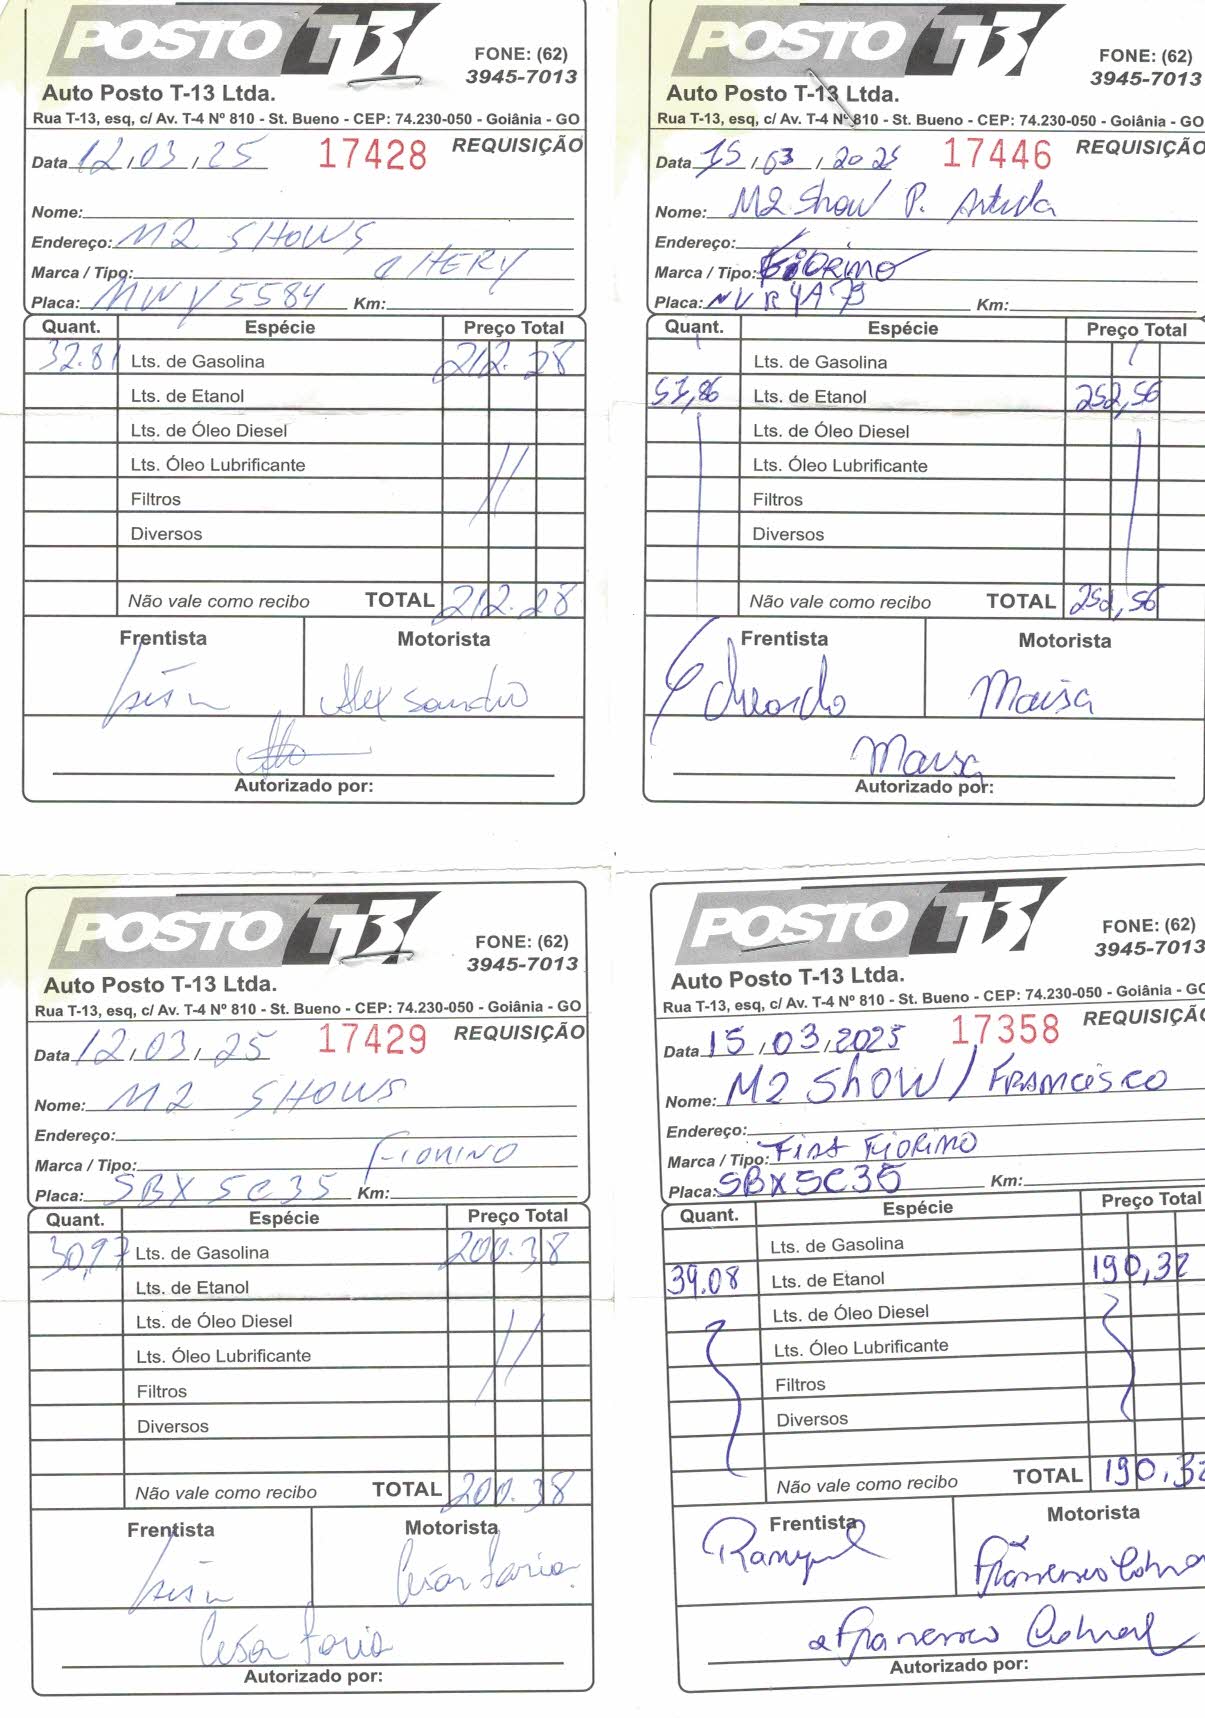 POSTO T-13
FONE: (62)
3945-7013
Auto Posto T-13 Ltda.
Rua T-13, esq, c/ Av. T-4 Nº 810 - St. Bueno - CEP: 74.230-050 - Goiânia - GO
Data 12/03/25 17428 REQUISIÇÃO
Nome:
Endereço: M2 SHOWS
Marca / Tipo: CHERY
Placa: MWY5584 Km:
Quant. Espécie Preço Total
32.81 Lts. de Gasolina 212.28
Lts. de Etanol
Lts. de Óleo Diesel
Lts. Óleo Lubrificante
Filtros
Diversos
Não vale como recibo TOTAL 212.28
Frentista Motorista
Alexsandro
Autorizado por:
POSTO T-13
FONE: (62)
3945-7013
Auto Posto T-13 Ltda.
Rua T-13, esq, c/ Av. T-4 Nº 810 - St. Bueno - CEP: 74.230-050 - Goiânia - GO
Data 15/03/2025 17446 REQUISIÇÃO
Nome: M2 Show P.
Endereço:
Marca / Tipo: FiORiNO
Placa: NVR4A79 Km:
Quant. Espécie Preço Total
Lts. de Gasolina
51,86 Lts. de Etanol 252,56
Lts. de Óleo Diesel
Lts. Óleo Lubrificante
Filtros
Diversos
Não vale como recibo TOTAL 252,56
Frentista Motorista
Eduardo Maisa
Maisa
Autorizado por:
POSTO T-13
FONE: (62)
3945-7013
Auto Posto T-13 Ltda.
Rua T-13, esq, c/ Av. T-4 Nº 810 - St. Bueno - CEP: 74.230-050 - Goiânia - GO
Data 12/03/25 17429 REQUISIÇÃO
Nome: M2 SHOWS
Endereço:
Marca / Tipo: FIORINO
Placa: SBX5C35 Km:
Quant. Espécie Preço Total
30,97 Lts. de Gasolina 200.38
Lts. de Etanol
Lts. de Óleo Diesel
Lts. Óleo Lubrificante
Filtros
Diversos
Não vale como recibo TOTAL 200.38
Frentista Motorista
César Faria
César Faria
Autorizado por:
POSTO T-13
FONE: (62)
3945-7013
Auto Posto T-13 Ltda.
Rua T-13, esq, c/ Av. T-4 Nº 810 - St. Bueno - CEP: 74.230-050 - Goiânia - GO
Data 15/03/2025 17358 REQUISIÇÃO
Nome: M2 ShOW / FRANCISCO
Endereço:
Marca / Tipo: FIAT FIORINO
Placa: SBX5C35 Km:
Quant. Espécie Preço Total
Lts. de Gasolina
39.08 Lts. de Etanol 190,32
Lts. de Óleo Diesel
Lts. Óleo Lubrificante
Filtros
Diversos
Não vale como recibo TOTAL 190,32
Frentista Motorista
Francisco Cabral
Francisco Cabral
Autorizado por: